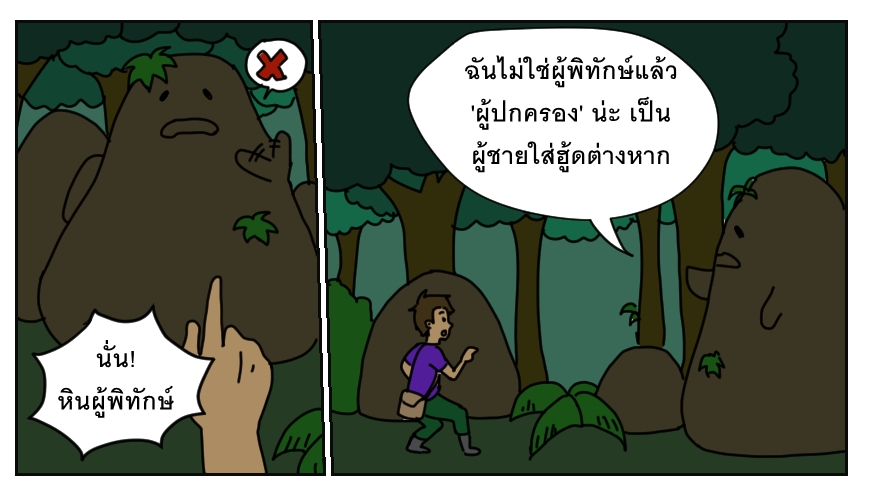 นั่น!
หินผู้พิทักษ์
ฉันไม่ใช่ผู้พิทักษ์แล้ว
'ผู้ปกครอง' น่ะ เป็น
ผู้ชายใส่ฮู้ดต่างหาก